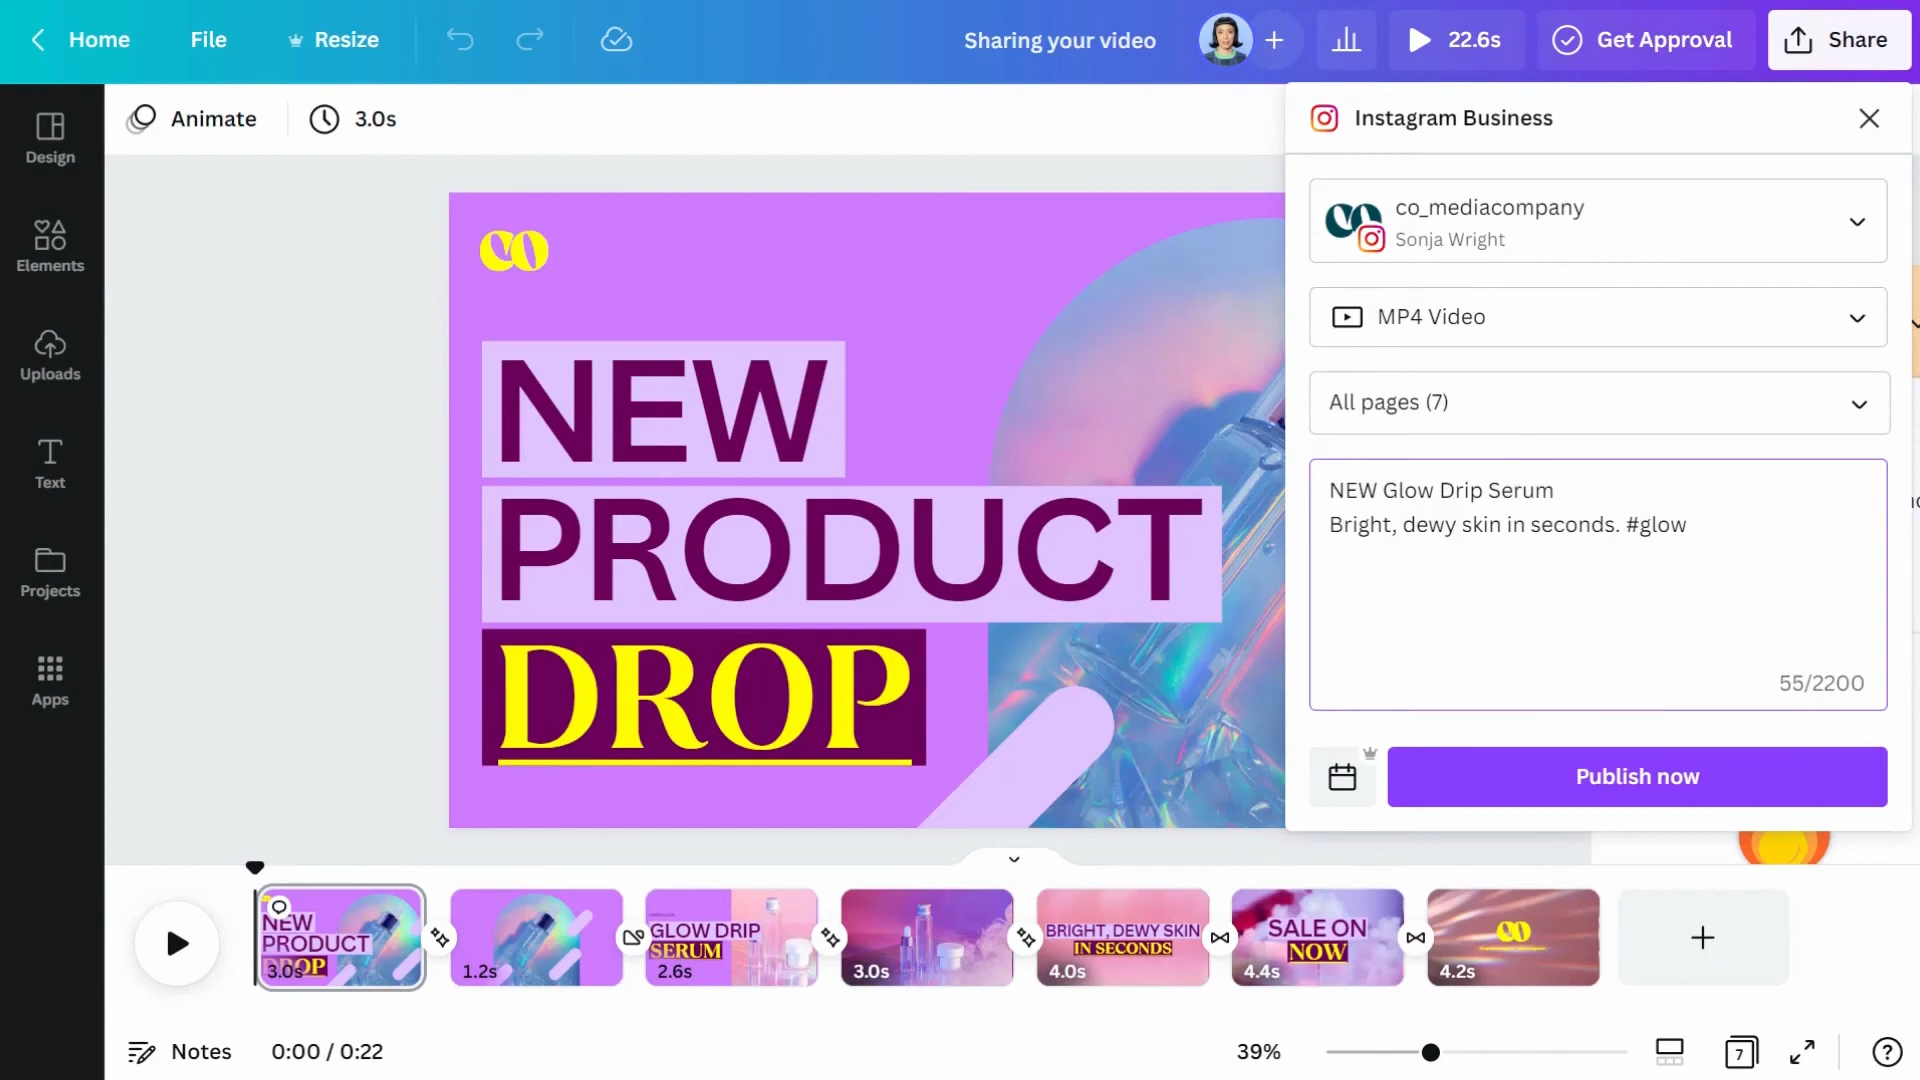 Home
File
Resize
Sharing your video
22.6s
Get Approval
Share
Design
Elements
Uploads
Text
Projects
Apps
Animate
3.0s
CO
NEW
PRODUCT
DROP
Instagram Business
co_mediacompany
Sonja Wright
MP4 Video
All pages (7)
NEW Glow Drip Serum
Bright, dewy skin in seconds. #glow
55/2200
Publish now
NEW
PRODUCT
DROP
3.0s
1.2s
GLOW DRIP
SERUM
2.6s
3.0s
BRIGHT, DEWY SKIN
IN SECONDS
4.0s
SALE ON
NOW
4.4s
CO
4.2s
Notes
0:00 / 0:22
39%
7
?